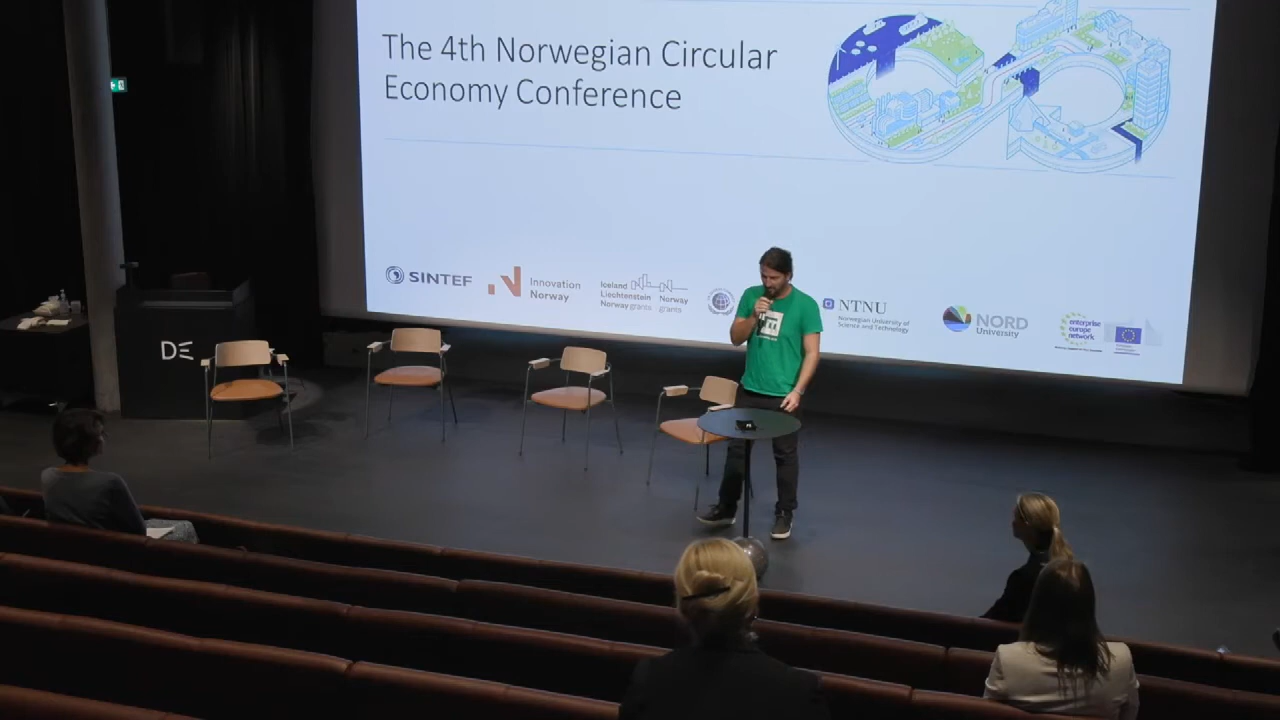 The 4th Norwegian Circular
Economy Conference
SINTEF
Innovation
Norway
Iceland
Liechtenstein
Norway grants
Norway
grants
NTNU
Norwegian University of
Science and Technology
NORD
University
enterprise
europe
network
DE